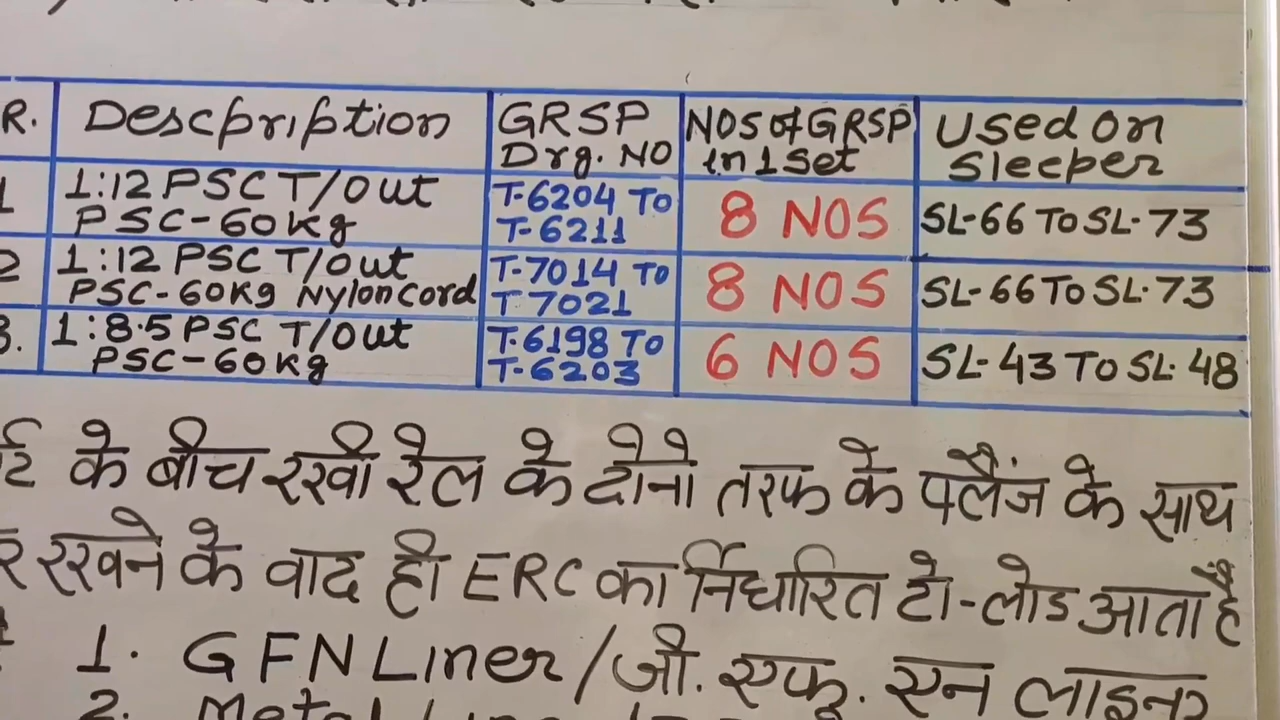 R. Descpription GRSP Drg. NO NOS of GRSP in 1 Set Used on Sleeper
1 1:12 PSC T/Out PSC-60kg T-6204 To T-6211 8 NOS SL-66 To SL-73
2 1:12 PSC T/Out PSC-60Kg Nylon Cord T-7014 To T 7021 8 NOS SL-66 To SL-73
3. 1:8.5 PSC T/Out PSC-60kg T-6198 To T-6203 6 NOS SL-43 To SL-48
र्ट के बीच रखी रेल के दोनो तरफ के फ्लैंज के साथ
र रखने के वाद ही ERC का निर्धारित टो-लोड आता है
1. GFN Liner/जी. एफ. एन लाइनर
2. Metal Liner